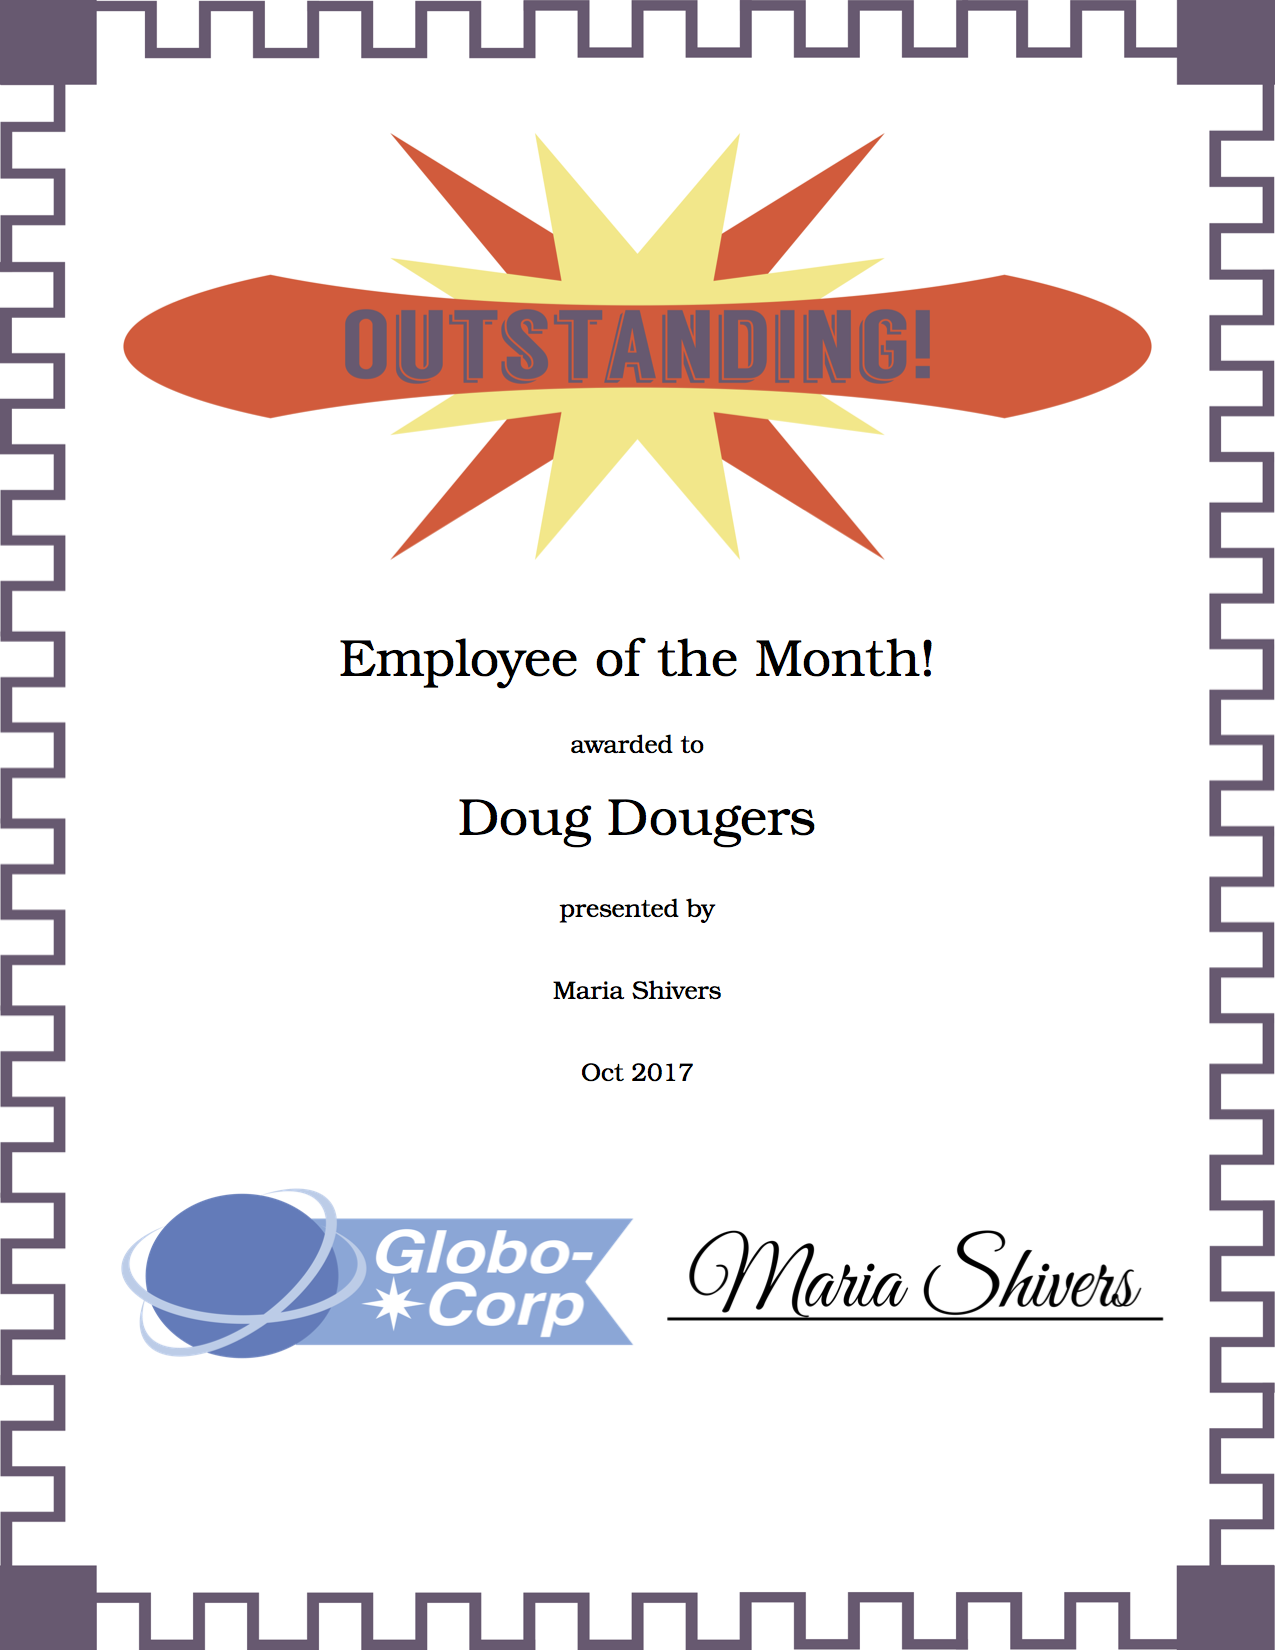 OUTSTANDING!
Employee of the Month!
awarded to
Doug Dougers
presented by
Maria Shivers
Oct 2017
Globo-
Corp
Maria Shivers